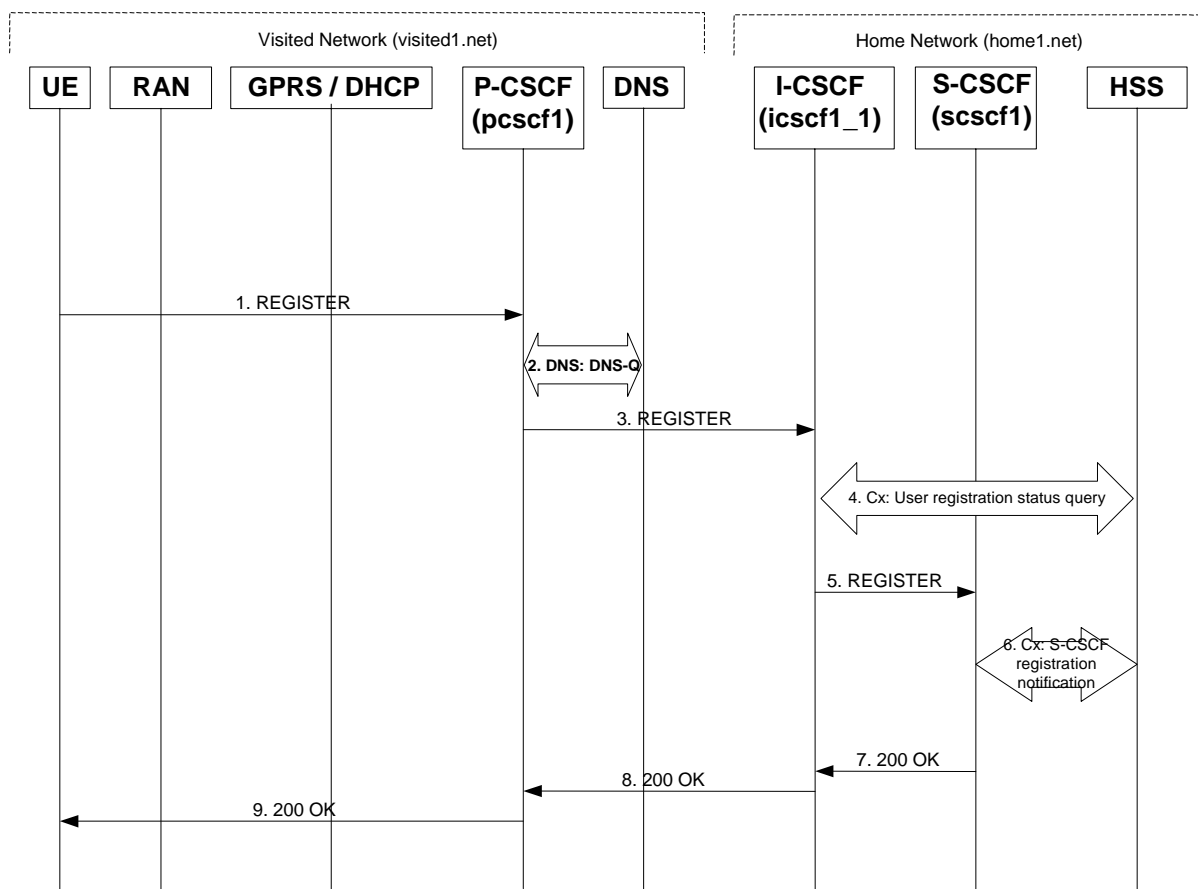 Visited Network (visited1.net)
Home Network (home1.net)
UE
RAN
GPRS / DHCP
P-CSCF
(pcscf1)
DNS
I-CSCF
(icscf1_1)
S-CSCF
(scscf1)
HSS
1. REGISTER
2. DNS: DNS-Q
3. REGISTER
4. Cx: User registration status query
5. REGISTER
6. Cx: S-CSCF
registration
notification
7. 200 OK
8. 200 OK
9. 200 OK